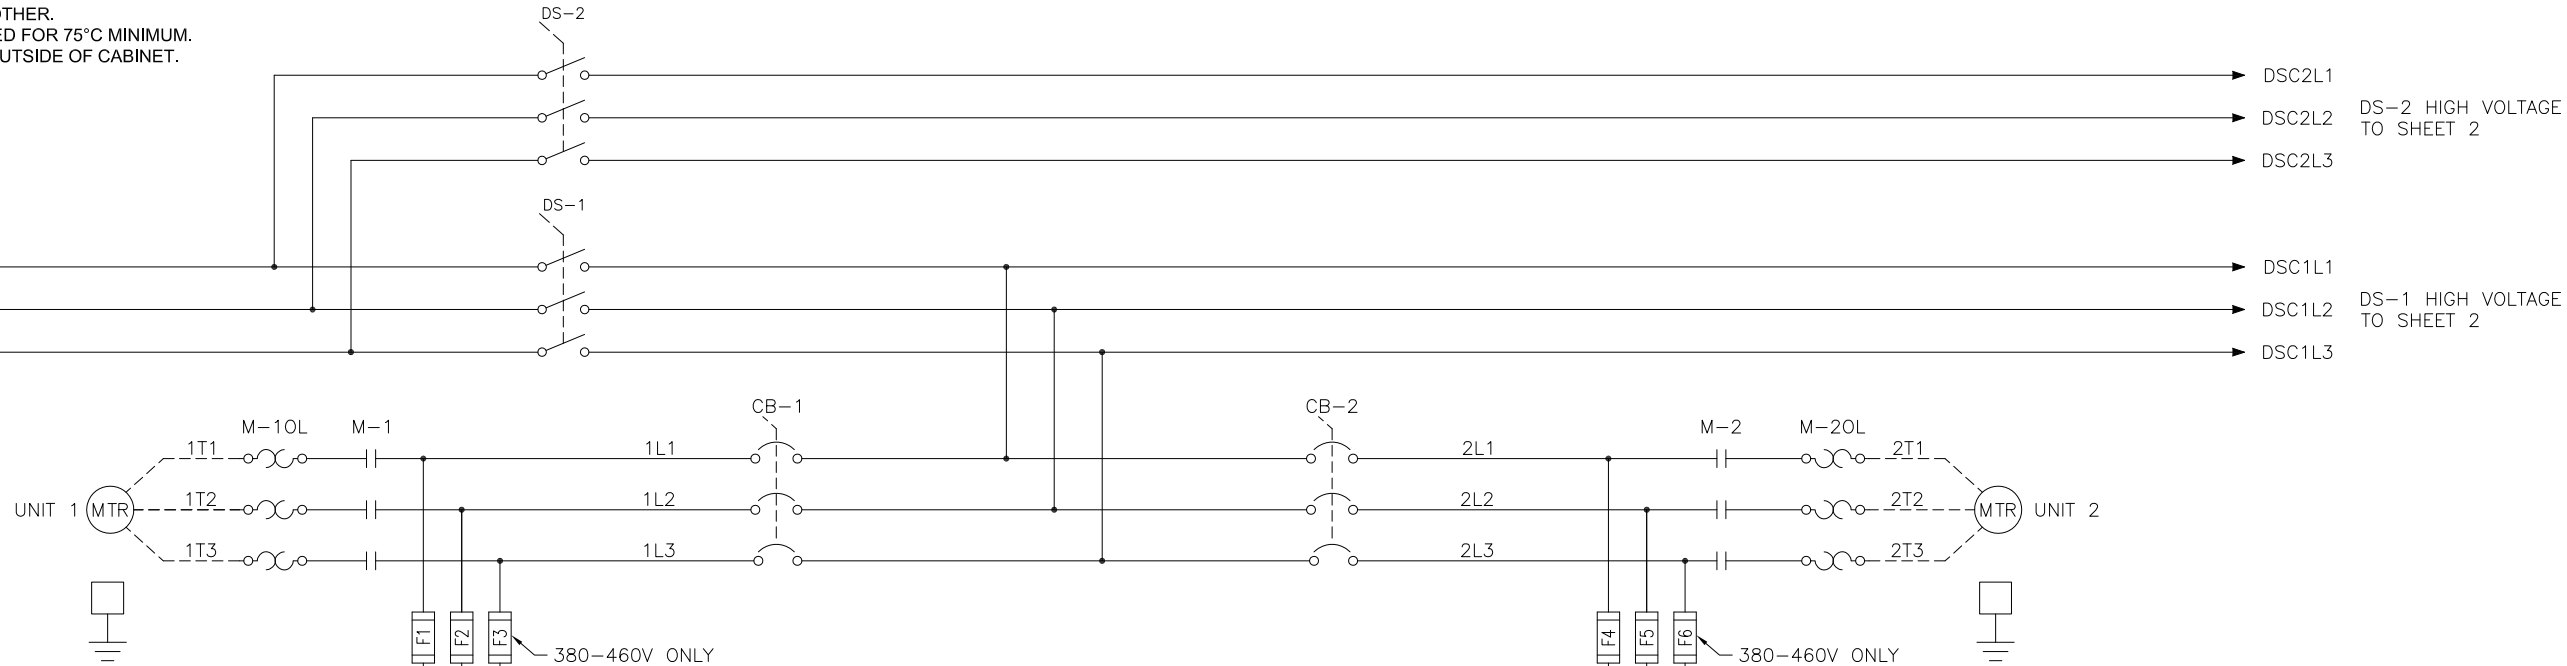 OTHER.
ED FOR 75°C MINIMUM.
UTSIDE OF CABINET.
DS-2
DSC2L1
DSC2L2
DSC2L3
DS-2 HIGH VOLTAGE
TO SHEET 2
DS-1
DSC1L1
DSC1L2
DSC1L3
DS-1 HIGH VOLTAGE
TO SHEET 2
CB-1
CB-2
M-1OL
M-1
M-2
M-2OL
1T1
1L1
2L1
2T1
UNIT 1
MTR
1T2
1L2
2L2
2T2
MTR
UNIT 2
1T3
1L3
2L3
2T3
F1
F2
F3
380-460V ONLY
F4
F5
F6
380-460V ONLY